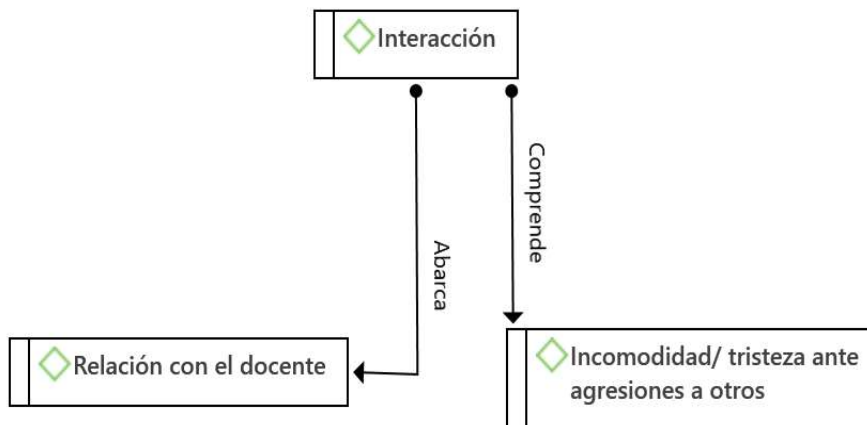 Interacción
Comprende
Abarca
Relación con el docente
Incomodidad/ tristeza ante
agresiones a otros